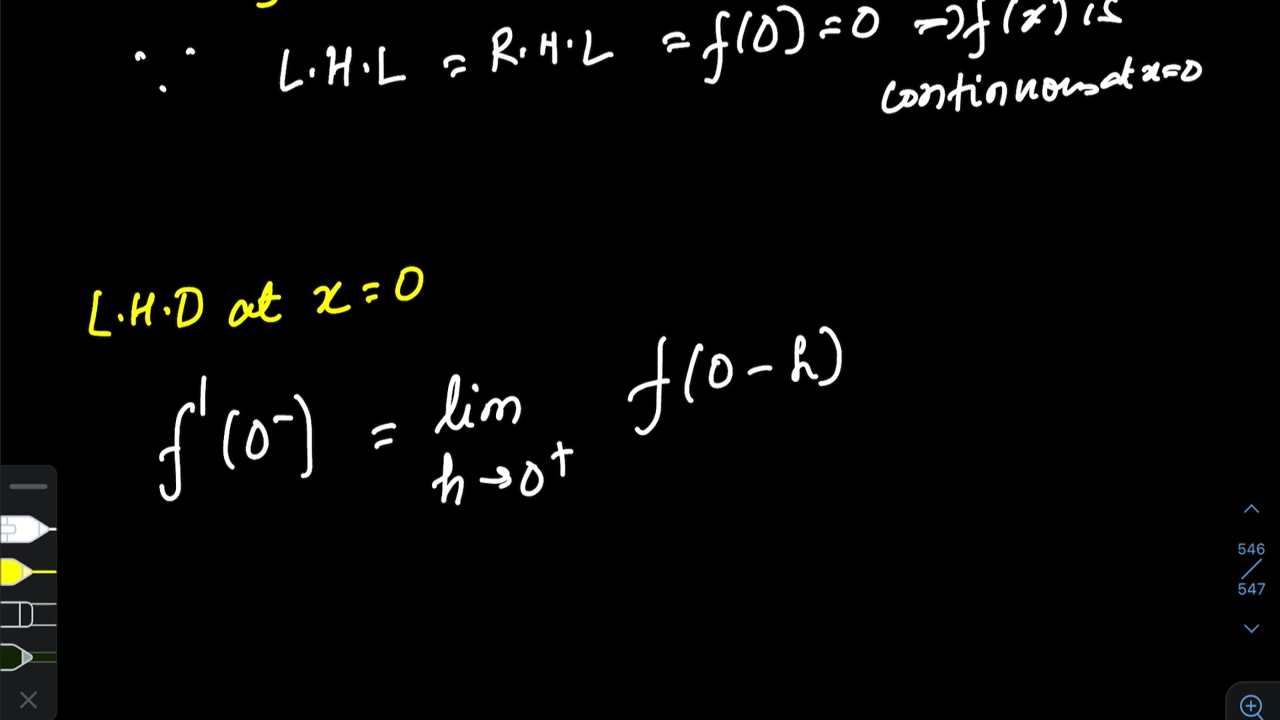 ∵ L.H.L = R.H.L = f(0) = 0 ⇒ f(x) is
continuous at x=0
L.H.D at x=0
f'(0⁻) = lim f(0-h)
h→0⁺
546
547